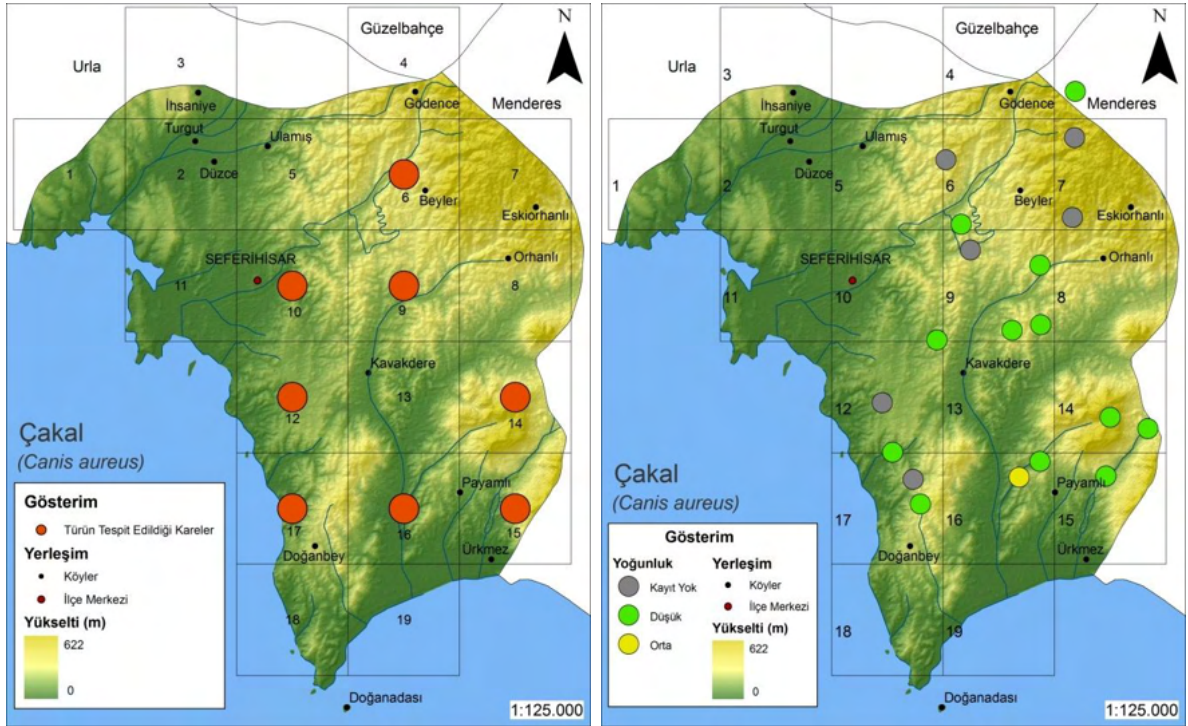 Güzelbahçe
N
Urla
3
4
İhsaniye
Gödence
Menderes
Turgut
Ulamış
1
2
Düzce
5
6
Beyler
7
Eskiorhanlı
SEFERİHİSAR
Orhanlı
11
10
9
8
Kavakdere
12
13
14
Çakal
(Canis aureus)
Payamlı
17
16
15
Doğanbey
Ürkmez
18
19
Doğanadası
Gösterim
Türün Tespit Edildiği Kareler
Yerleşim
Köyler
İlçe Merkezi
Yükselti (m)
622
0
1:125.000
Güzelbahçe
N
Urla
3
4
İhsaniye
Gödence
Menderes
Turgut
Ulamış
1
2
Düzce
5
6
Beyler
7
Eskiorhanlı
SEFERİHİSAR
Orhanlı
11
10
9
8
Kavakdere
12
13
14
Çakal
(Canis aureus)
Payamlı
17
16
15
Doğanbey
Ürkmez
18
19
Doğanadası
Gösterim
Yoğunluk
Kayıt Yok
Düşük
Orta
Yerleşim
Köyler
İlçe Merkezi
Yükselti (m)
622
0
1:125.000